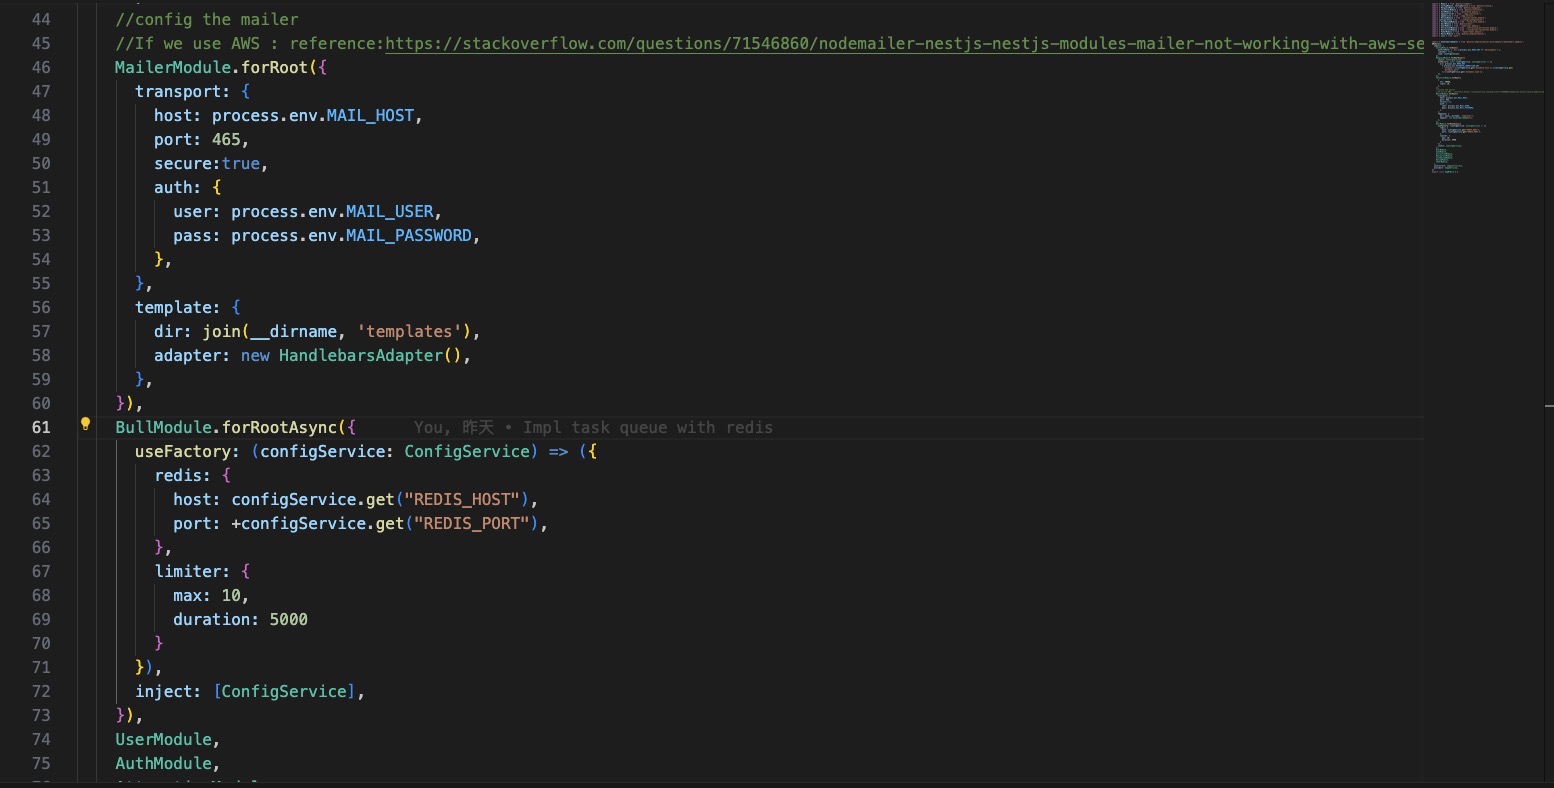 44 //config the mailer
45 //If we use AWS : reference:https://stackoverflow.com/questions/71546860/nodemailer-nestjs-nestjs-modules-mailer-not-working-with-aws-se
46 MailerModule.forRoot({
47 transport: {
48 host: process.env.MAIL_HOST,
49 port: 465,
50 secure:true,
51 auth: {
52 user: process.env.MAIL_USER,
53 pass: process.env.MAIL_PASSWORD,
54 },
55 },
56 template: {
57 dir: join(__dirname, 'templates'),
58 adapter: new HandlebarsAdapter(),
59 },
60 }),
61 BullModule.forRootAsync({ You, 昨天 • Impl task queue with redis
62 useFactory: (configService: ConfigService) => ({
63 redis: {
64 host: configService.get("REDIS_HOST"),
65 port: +configService.get("REDIS_PORT"),
66 },
67 limiter: {
68 max: 10,
69 duration: 5000
70 }
71 }),
72 inject: [ConfigService],
73 }),
74 UserModule,
75 AuthModule,